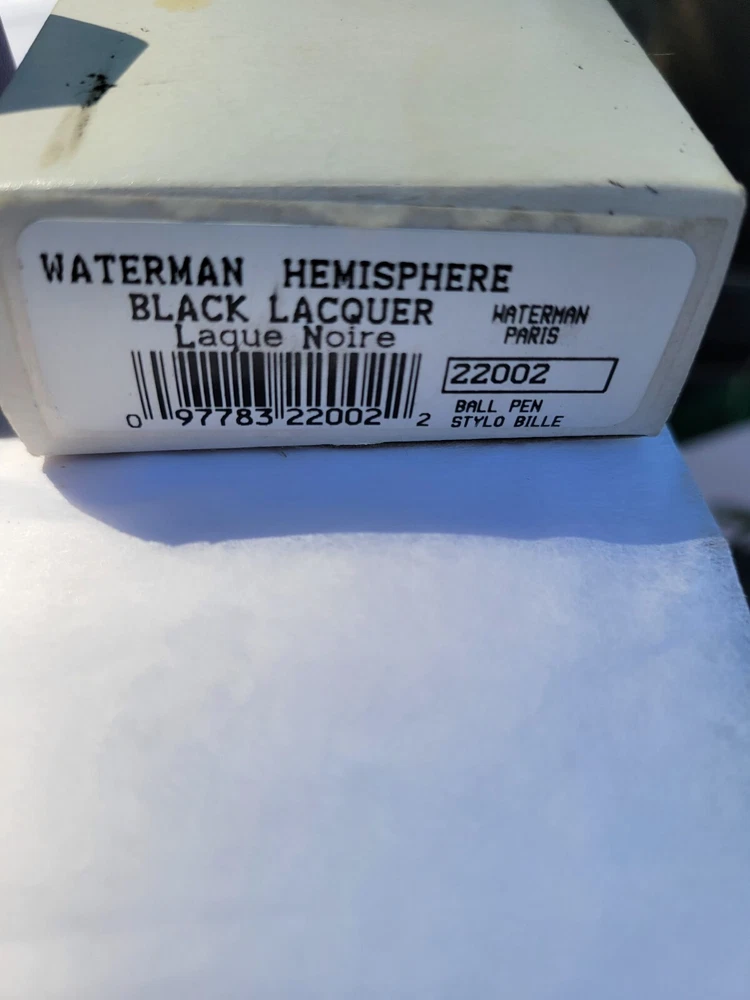 WATERMAN HEMISPHERE
BLACK LACQUER
Laque Noire
WATERMAN
PARIS
22002
0 97783 22002 2
BALL PEN
STYLO BILLE